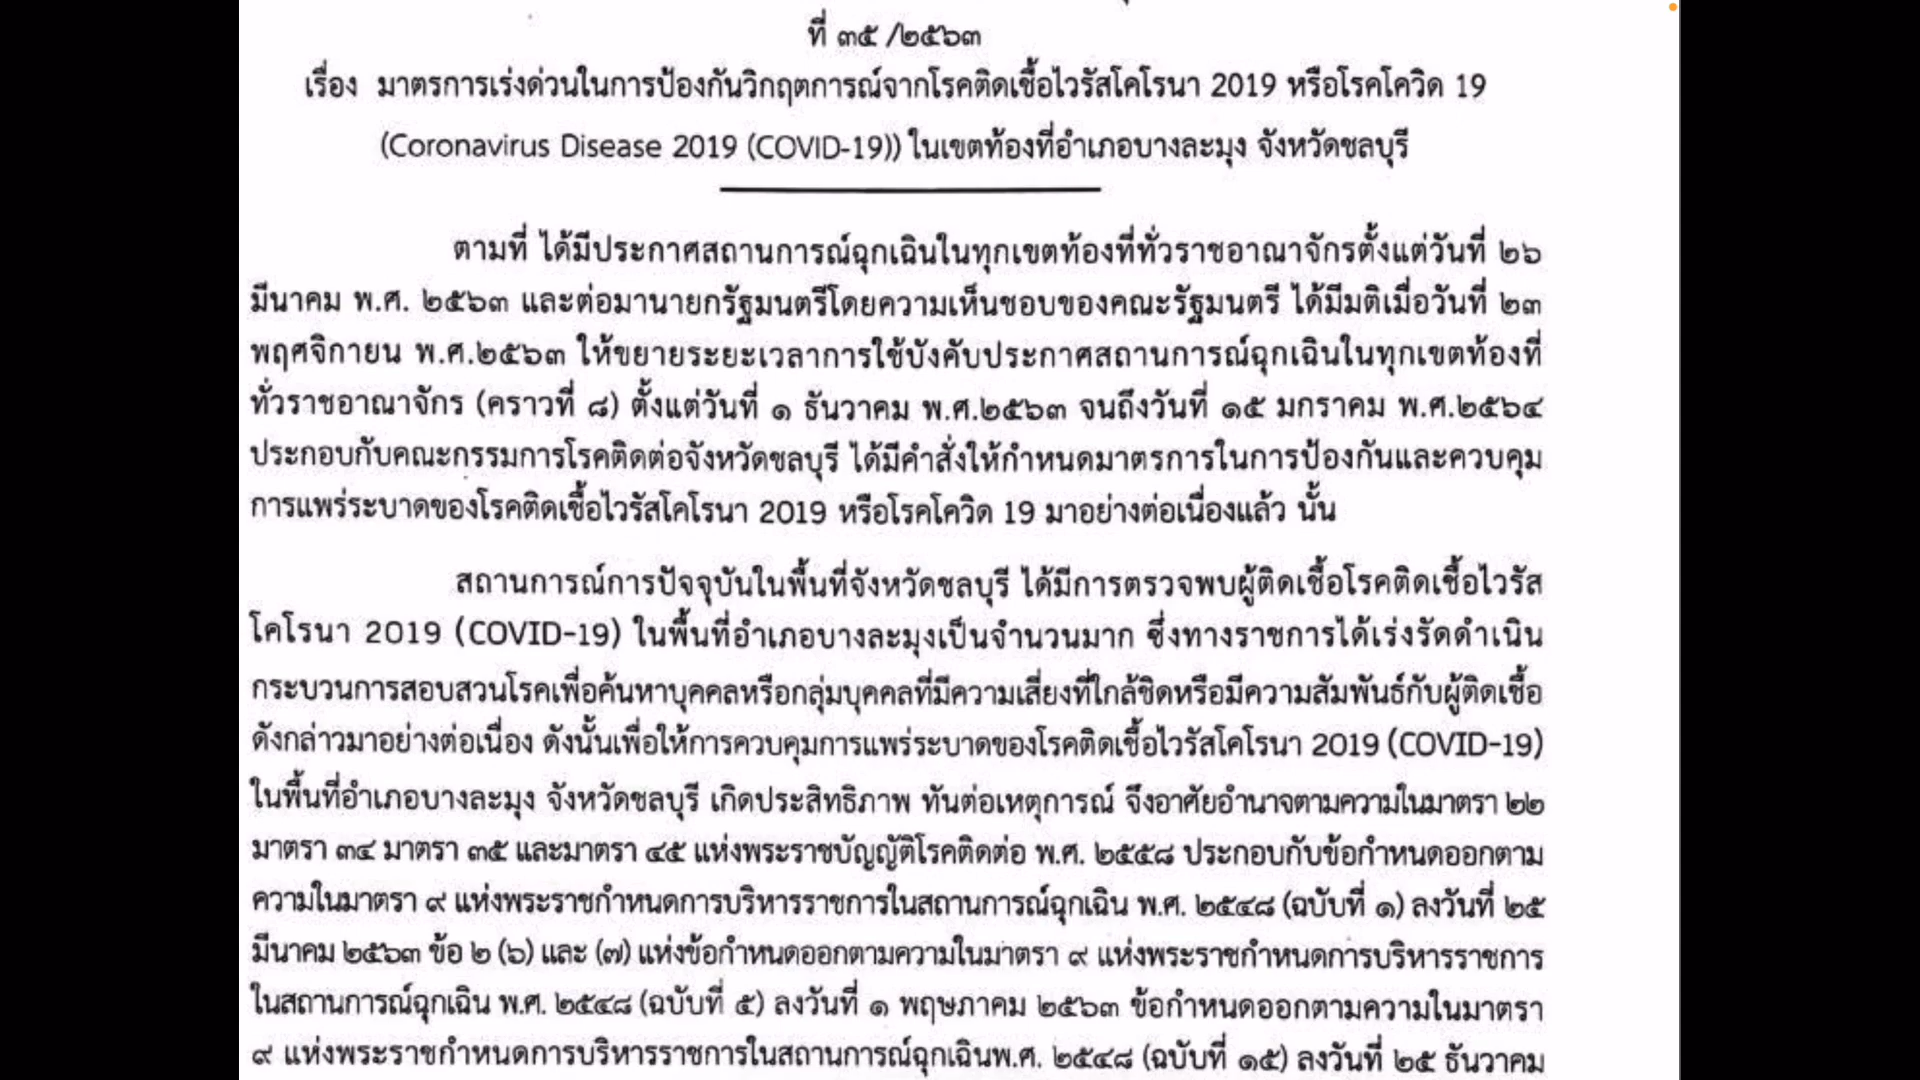 ที่ ๓๕ /๒๕๖๓
เรื่อง มาตรการเร่งด่วนในการป้องกันวิกฤตการณ์จากโรคติดเชื้อไวรัสโคโรนา 2019 หรือโรคโควิด 19
(Coronavirus Disease 2019 (COVID-19)) ในเขตท้องที่อำเภอบางละมุง จังหวัดชลบุรี
ตามที่ ได้มีประกาศสถานการณ์ฉุกเฉินในทุกเขตท้องที่ทั่วราชอาณาจักรตั้งแต่วันที่ ๒๖
มีนาคม พ.ศ. ๒๕๖๓ และต่อมานายกรัฐมนตรีโดยความเห็นชอบของคณะรัฐมนตรี ได้มีมติเมื่อวันที่ ๒๓
พฤศจิกายน พ.ศ.๒๕๖๓ ให้ขยายระยะเวลาการใช้บังคับประกาศสถานการณ์ฉุกเฉินในทุกเขตท้องที่
ทั่วราชอาณาจักร (คราวที่ ๘) ตั้งแต่วันที่ ๑ ธันวาคม พ.ศ.๒๕๖๓ จนถึงวันที่ ๑๕ มกราคม พ.ศ.๒๕๖๔
ประกอบกับคณะกรรมการโรคติดต่อจังหวัดชลบุรี ได้มีคำสั่งให้กำหนดมาตรการในการป้องกันและควบคุม
การแพร่ระบาดของโรคติดเชื้อไวรัสโคโรนา 2019 หรือโรคโควิด 19 มาอย่างต่อเนื่องแล้ว นั้น
สถานการณ์การปัจจุบันในพื้นที่จังหวัดชลบุรี ได้มีการตรวจพบผู้ติดเชื้อโรคติดเชื้อไวรัส
โคโรนา 2019 (COVID-19) ในพื้นที่อำเภอบางละมุงเป็นจำนวนมาก ซึ่งทางราชการได้เร่งรัดดำเนิน
กระบวนการสอบสวนโรคเพื่อค้นหาบุคคลหรือกลุ่มบุคคลที่มีความเสี่ยงที่ใกล้ชิดหรือมีความสัมพันธ์กับผู้ติดเชื้อ
ดังกล่าวมาอย่างต่อเนื่อง ดังนั้นเพื่อให้การควบคุมการแพร่ระบาดของโรคติดเชื้อไวรัสโคโรนา 2019 (COVID-19)
ในพื้นที่อำเภอบางละมุง จังหวัดชลบุรี เกิดประสิทธิภาพ ทันต่อเหตุการณ์ จึงอาศัยอำนาจตามความในมาตรา ๒๒
มาตรา ๓๔ มาตรา ๓๕ และมาตรา ๔๕ แห่งพระราชบัญญัติโรคติดต่อ พ.ศ. ๒๕๕๘ ประกอบกับข้อกำหนดออกตาม
ความในมาตรา ๙ แห่งพระราชกำหนดการบริหารราชการในสถานการณ์ฉุกเฉิน พ.ศ. ๒๕๔๘ (ฉบับที่ ๑) ลงวันที่ ๒๕
มีนาคม ๒๕๖๓ ข้อ ๒ (๖) และ (๗) แห่งข้อกำหนดออกตามความในมาตรา ๙ แห่งพระราชกำหนดการบริหารราชการ
ในสถานการณ์ฉุกเฉิน พ.ศ. ๒๕๔๘ (ฉบับที่ ๕) ลงวันที่ ๑ พฤษภาคม ๒๕๖๓ ข้อกำหนดออกตามความในมาตรา
๙ แห่งพระราชกำหนดการบริหารราชการในสถานการณ์ฉุกเฉินพ.ศ. ๒๕๔๘ (ฉบับที่ ๑๕) ลงวันที่ ๒๕ ธันวาคม